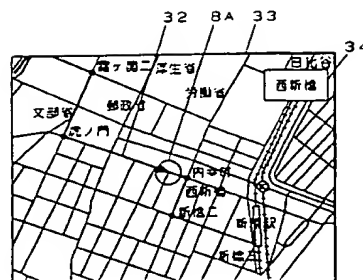 32 8A 33
34
霞ヶ関二
厚生省
日比谷
西新橋
郵政省
労働省
文部省
虎ノ門
内幸町
西新橋
新橋二
新橋駅
新橋三